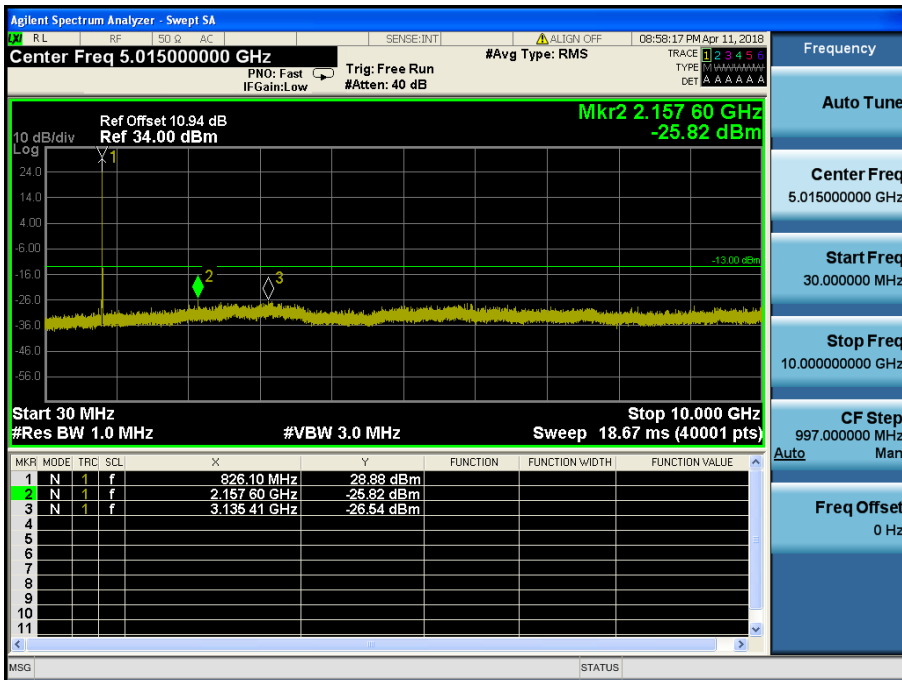 Agilent Spectrum Analyzer - Swept SA
LXI RL RF 50 Ω AC SENSE:INT ALIGN OFF 08:58:17 PM Apr 11, 2018
Center Freq 5.015000000 GHz
#Avg Type: RMS
TRACE 1 2 3 4 5 6
PNO: Fast
Trig: Free Run
TYPE M WWWWW
IFGain:Low
#Atten: 40 dB
DET A A A A A A
Frequency
Auto Tune
Center Freq
5.015000000 GHz
Start Freq
30.000000 MHz
Stop Freq
10.000000000 GHz
CF Step
997.000000 MHz
Auto Man
Freq Offset
0 Hz
Mkr2 2.157 60 GHz
-25.82 dBm
Ref Offset 10.94 dB
10 dB/div Ref 34.00 dBm
Log
1
24.0
14.0
4.00
-6.00
-13.00 dBm
-16.0
2
3
-26.0
-36.0
-46.0
-56.0
Start 30 MHz Stop 10.000 GHz
#Res BW 1.0 MHz #VBW 3.0 MHz Sweep 18.67 ms (40001 pts)
MKR MODE TRC SCL X Y FUNCTION FUNCTION WIDTH FUNCTION VALUE
1 N 1 f 826.10 MHz 28.88 dBm
2 N 1 f 2.157 60 GHz -25.82 dBm
3 N 1 f 3.135 41 GHz -26.54 dBm
4
5
6
7
8
9
10
11
MSG STATUS